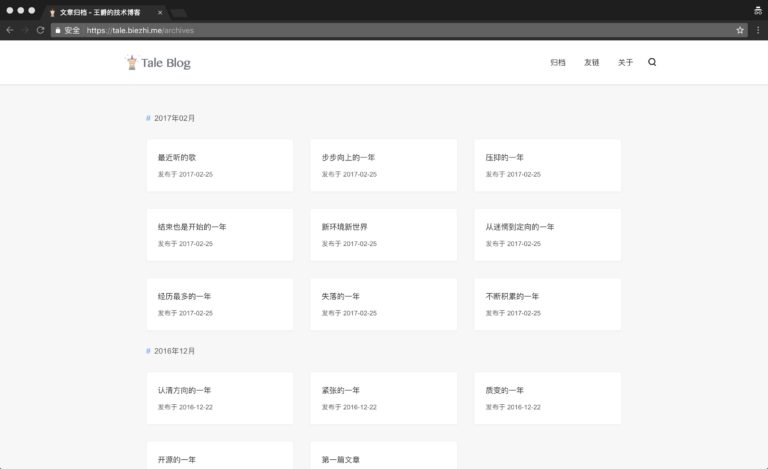 文章归档 - 王爵的技术博客
安全 https://tale.biezhi.me/archives
Tale Blog
归档 友链 关于
# 2017年02月
最近听的歌
发布于 2017-02-25
步步向上的一年
发布于 2017-02-25
压抑的一年
发布于 2017-02-25
结束也是开始的一年
发布于 2017-02-25
新环境新世界
发布于 2017-02-25
从迷惘到定向的一年
发布于 2017-02-25
经历最多的一年
发布于 2017-02-25
失落的一年
发布于 2017-02-25
不断积累的一年
发布于 2017-02-25
# 2016年12月
认清方向的一年
发布于 2016-12-22
紧张的一年
发布于 2016-12-22
质变的一年
发布于 2016-12-22
开源的一年
第一篇文章